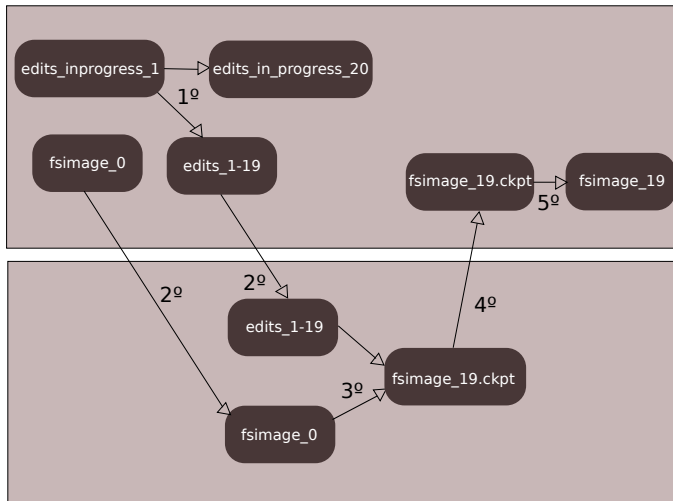 edits_inprogress_1
edits_in_progress_20
1º
fsimage_0
edits_1-19
fsimage_19.ckpt
fsimage_19
5º
2º
2º
edits_1-19
4º
fsimage_19.ckpt
3º
fsimage_0